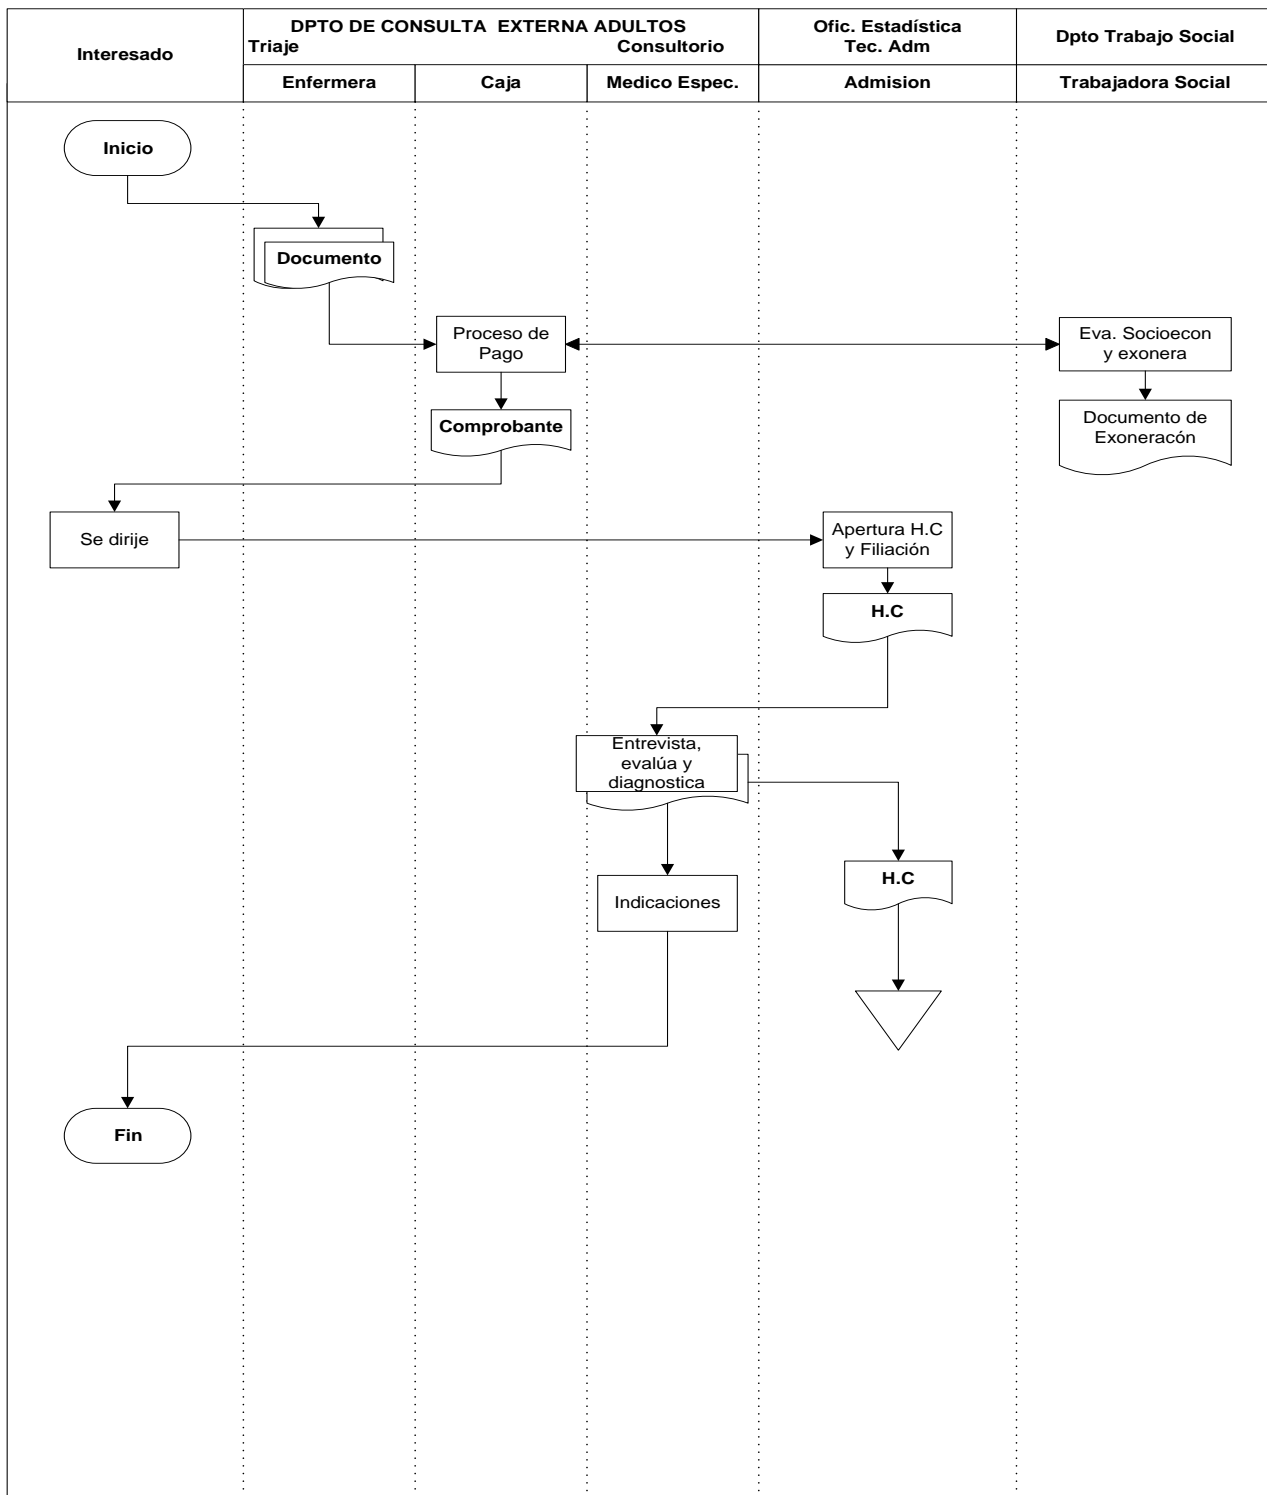 Interesado
DPTO DE CONSULTA EXTERNA ADULTOS
Triaje Consultorio
Ofic. Estadística
Tec. Adm
Dpto Trabajo Social
Enfermera
Caja
Medico Espec.
Admision
Trabajadora Social
Inicio
Documento
Proceso de
Pago
Eva. Socioecon
y exonera
Comprobante
Documento de
Exoneracón
Se dirije
Apertura H.C
y Filiación
H.C
Entrevista,
evalúa y
diagnostica
H.C
Indicaciones
Fin